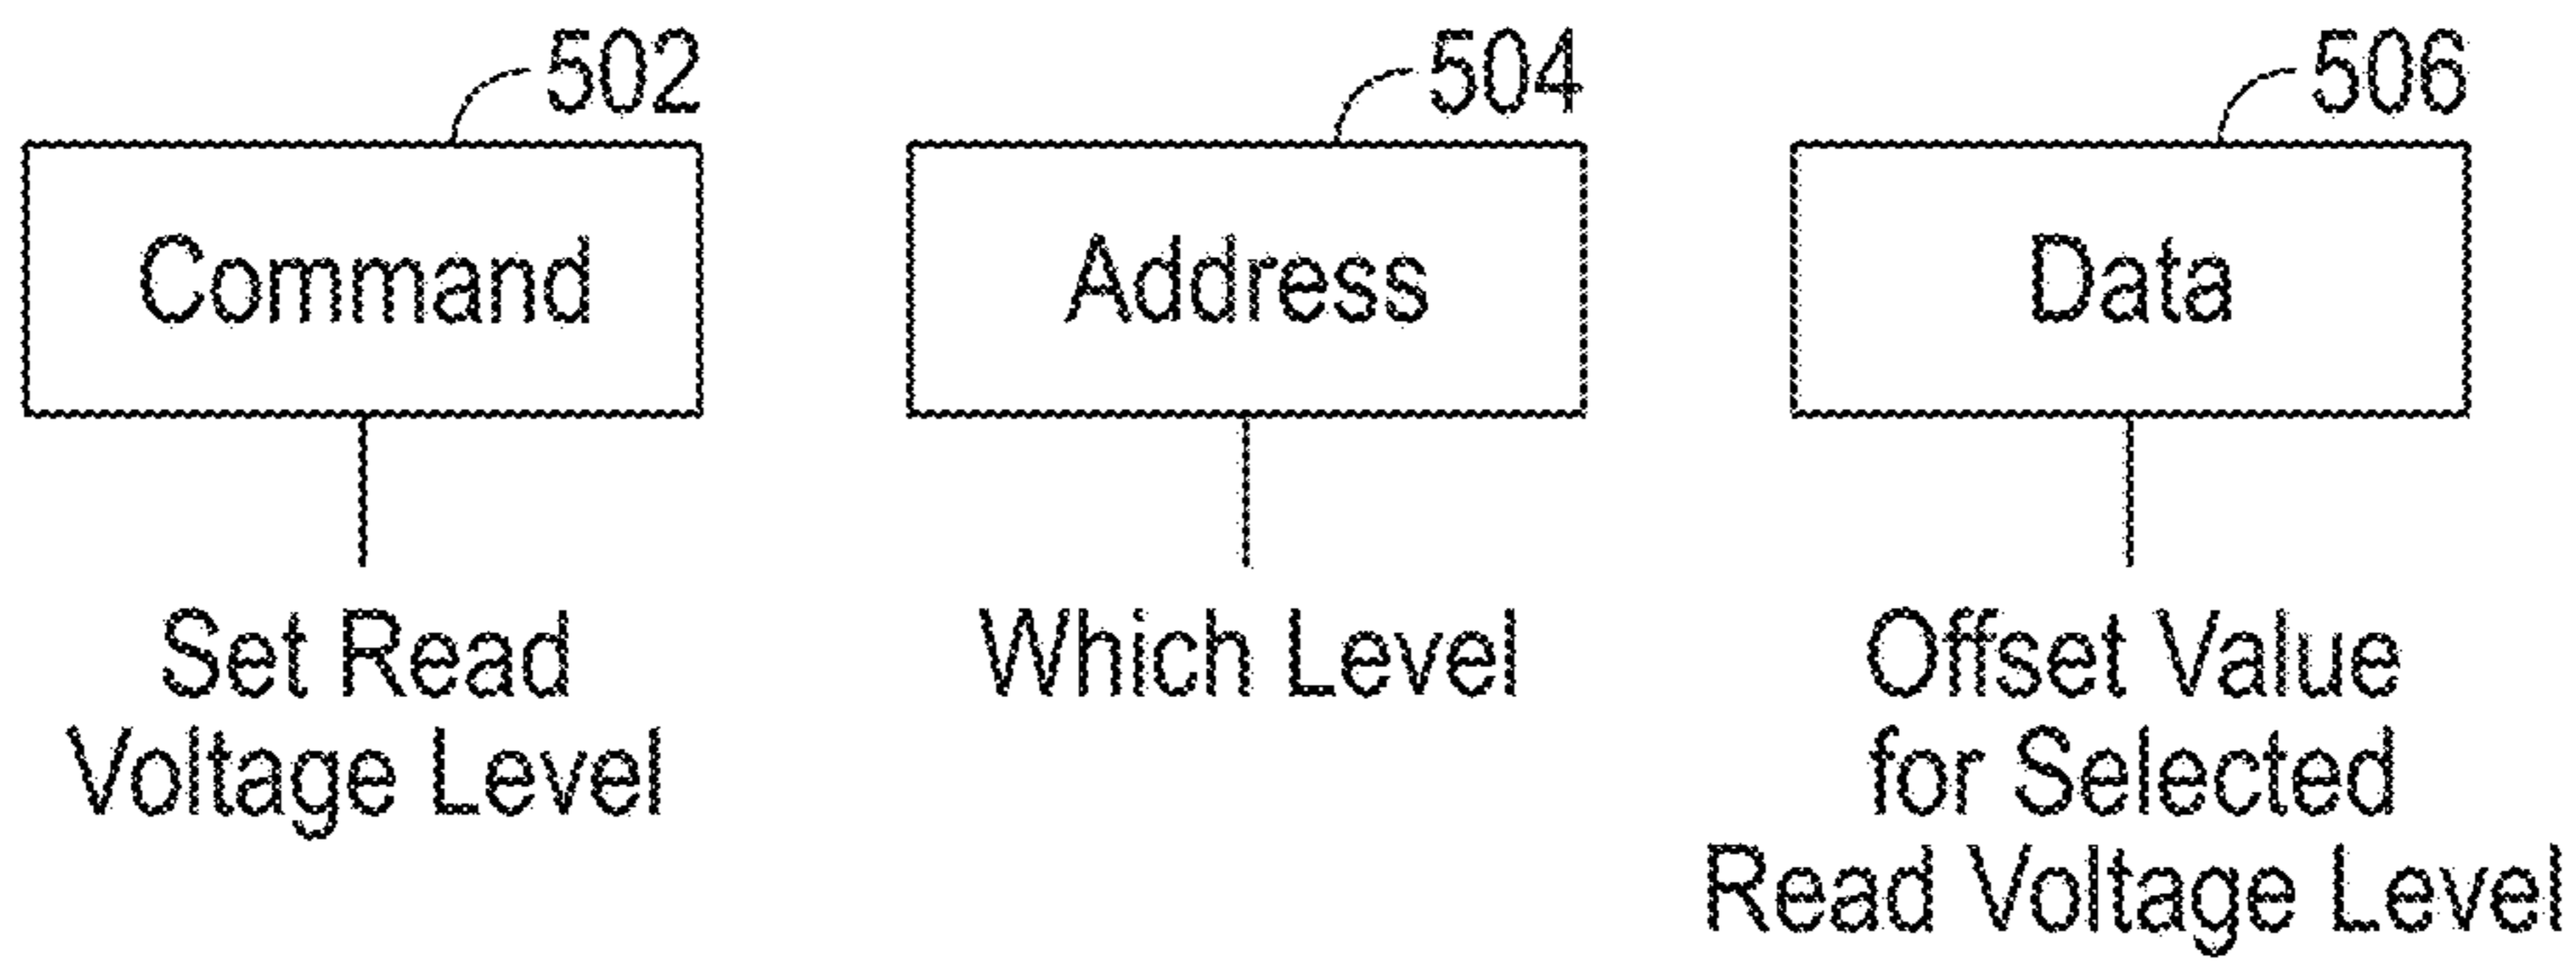 502
504
506
Command
Address
Data
Set Read
Voltage Level
Which Level
Offset Value
for Selected
Read Voltage Level